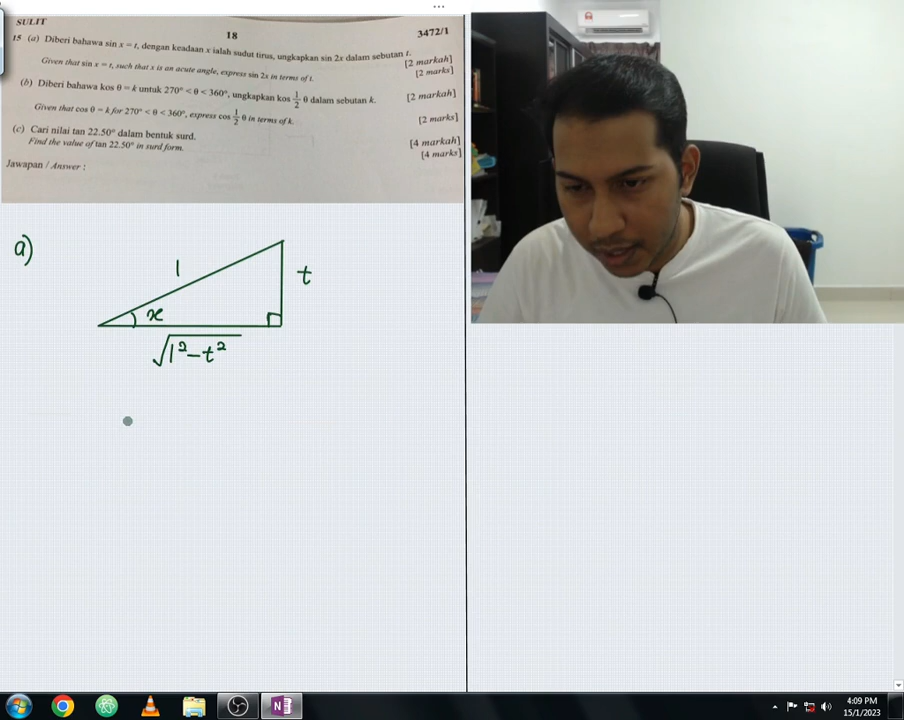 SULIT
18
3472/1
15 (a) Diberi bahawa sin x = t, dengan keadaan x ialah sudut tirus, ungkapkan sin 2x dalam sebutan t.
[2 markah]
Given that sin x = t, such that x is an acute angle, express sin 2x in terms of t.
[2 marks]
(b) Diberi bahawa kos θ = k untuk 270° < θ < 360°, ungkapkan kos 1/2 θ dalam sebutan k.
[2 markah]
Given that cos θ = k for 270° < θ < 360°, express cos 1/2 θ in terms of k.
[2 marks]
(c) Cari nilai tan 22.50° dalam bentuk surd.
[4 markah]
Find the value of tan 22.50° in surd form.
[4 marks]
Jawapan / Answer :
a)
1
t
x
√1²-t²
4:09 PM
15/1/2023